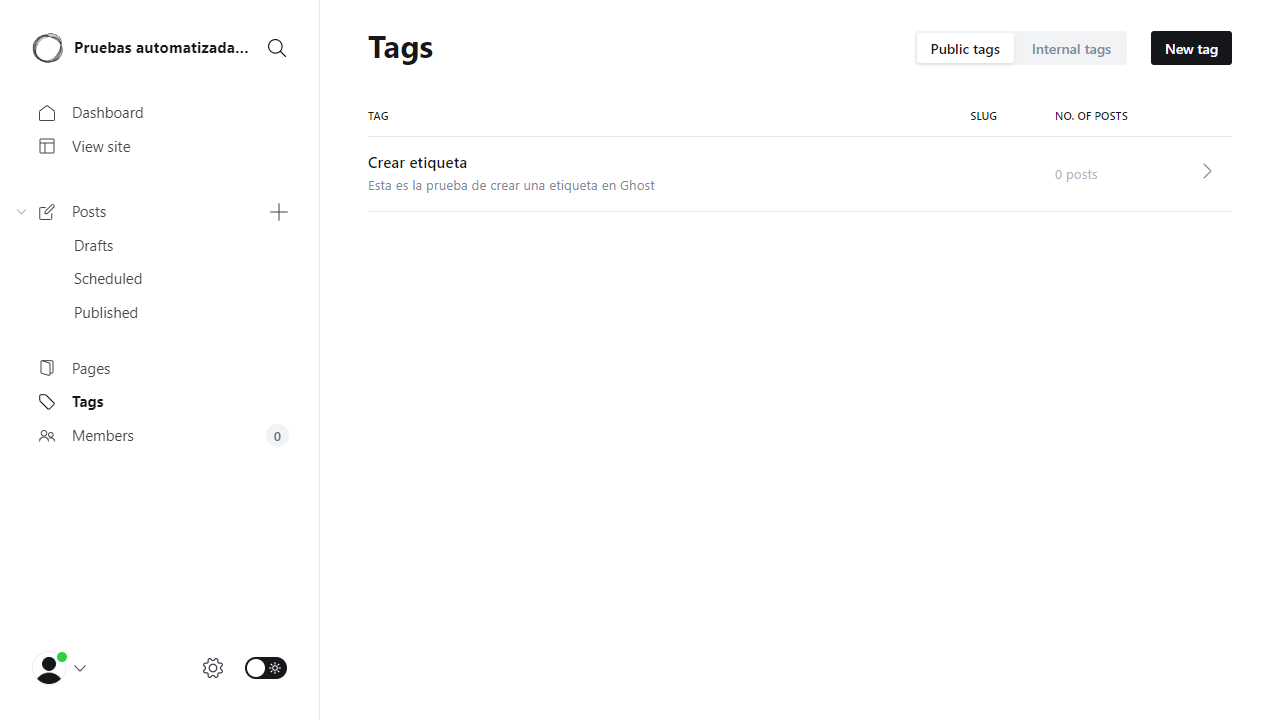 Pruebas automatizada...
Dashboard
View site
Posts
Drafts
Scheduled
Published
Pages
Tags
Members
0
Tags
Public tags
Internal tags
New tag
TAG
SLUG
NO. OF POSTS
Crear etiqueta
Esta es la prueba de crear una etiqueta en Ghost
0 posts